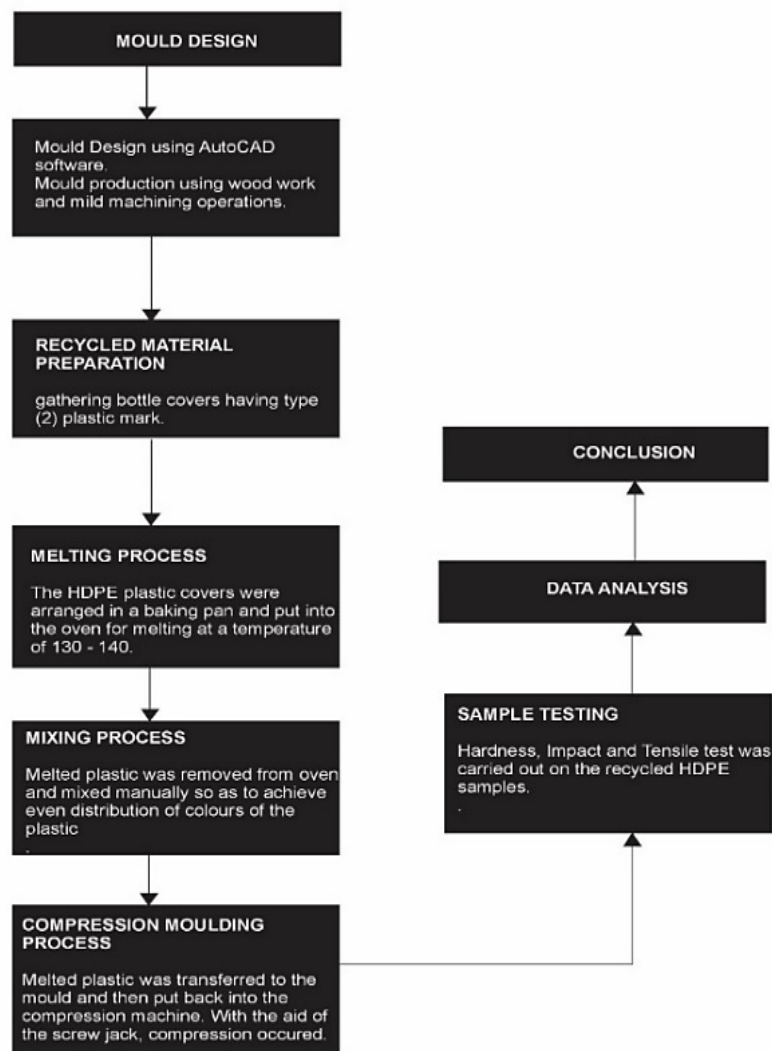 MOULD DESIGN
Mould Design using AutoCAD
software.
Mould production using wood work
and mild machining operations.
RECYCLED MATERIAL
PREPARATION
gathering bottle covers having type
(2) plastic mark.
MELTING PROCESS
The HDPE plastic covers were
arranged in a baking pan and put into
the oven for melting at a temperature
of 130 - 140.
MIXING PROCESS
Melted plastic was removed from oven
and mixed manually so as to achieve
even distribution of colours of the
plastic
.
COMPRESSION MOULDING
PROCESS
Melted plastic was transferred to the
mould and then put back into the
compression machine. With the aid of
the screw jack, compression occured.
SAMPLE TESTING
Hardness, Impact and Tensile test was
carried out on the recycled HDPE
samples.
.
DATA ANALYSIS
CONCLUSION